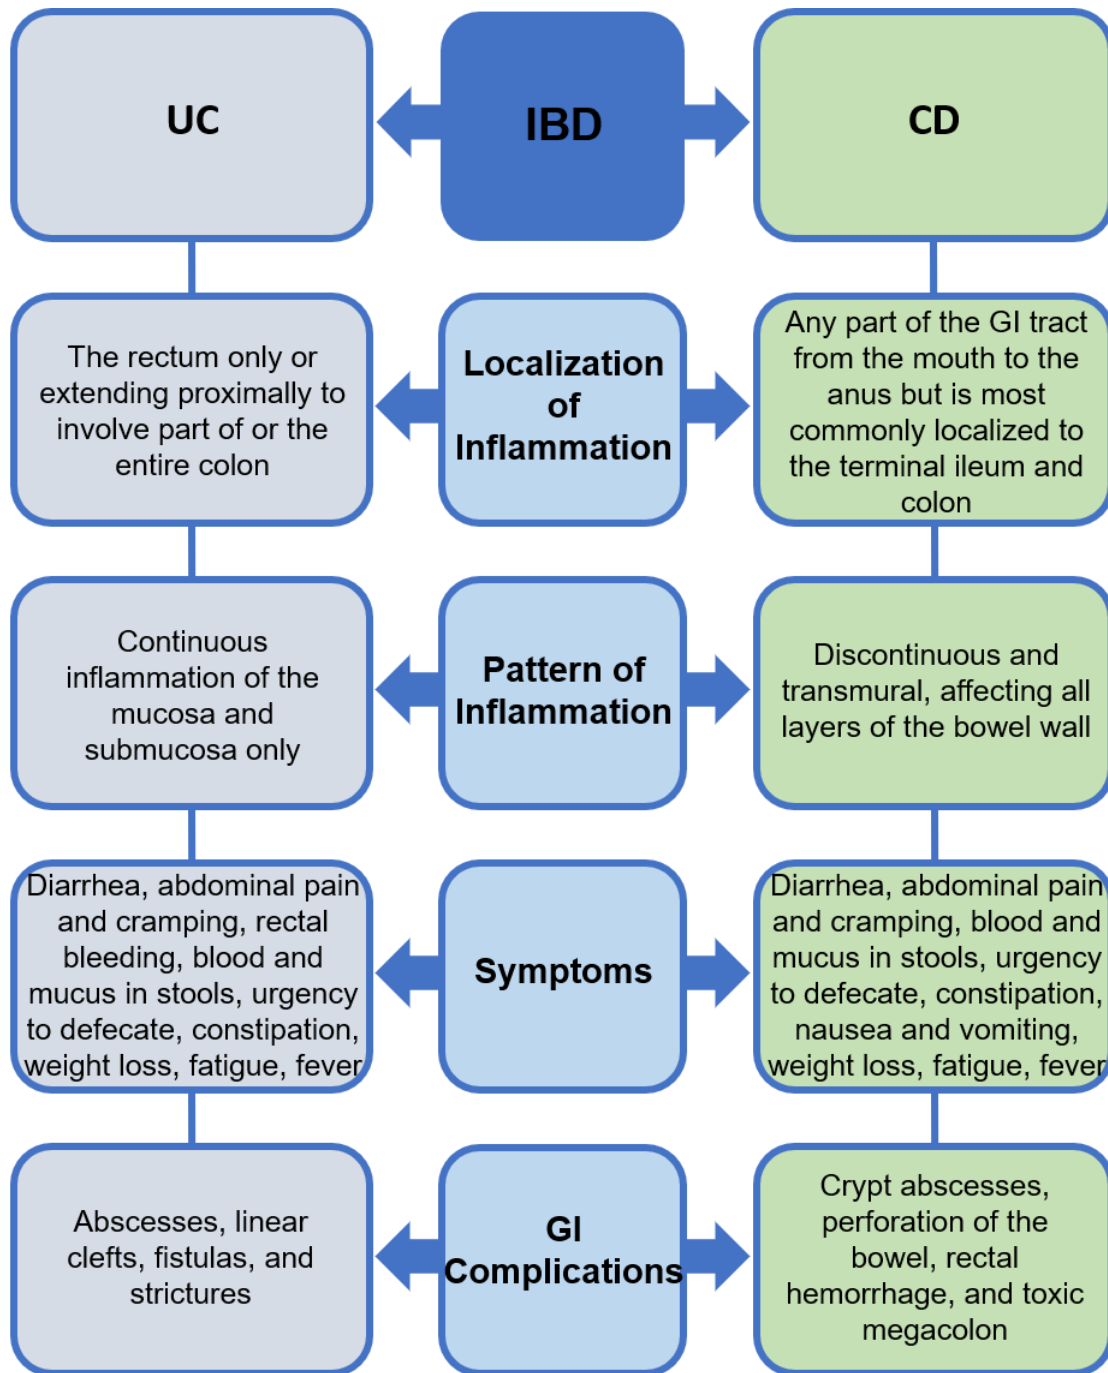 UC
IBD
CD
The rectum only or
extending proximally to
involve part of or the
entire colon
Localization
of
Inflammation
Any part of the GI tract
from the mouth to the
anus but is most
commonly localized to
the terminal ileum and
colon
Continuous
inflammation of the
mucosa and
submucosa only
Pattern of
Inflammation
Discontinuous and
transmural, affecting all
layers of the bowel wall
Diarrhea, abdominal pain
and cramping, rectal
bleeding, blood and
mucus in stools, urgency
to defecate, constipation,
weight loss, fatigue, fever
Symptoms
Diarrhea, abdominal pain
and cramping, blood and
mucus in stools, urgency
to defecate, constipation,
nausea and vomiting,
weight loss, fatigue, fever
Abscesses, linear
clefts, fistulas, and
strictures
GI
Complications
Crypt abscesses,
perforation of the
bowel, rectal
hemorrhage, and toxic
megacolon